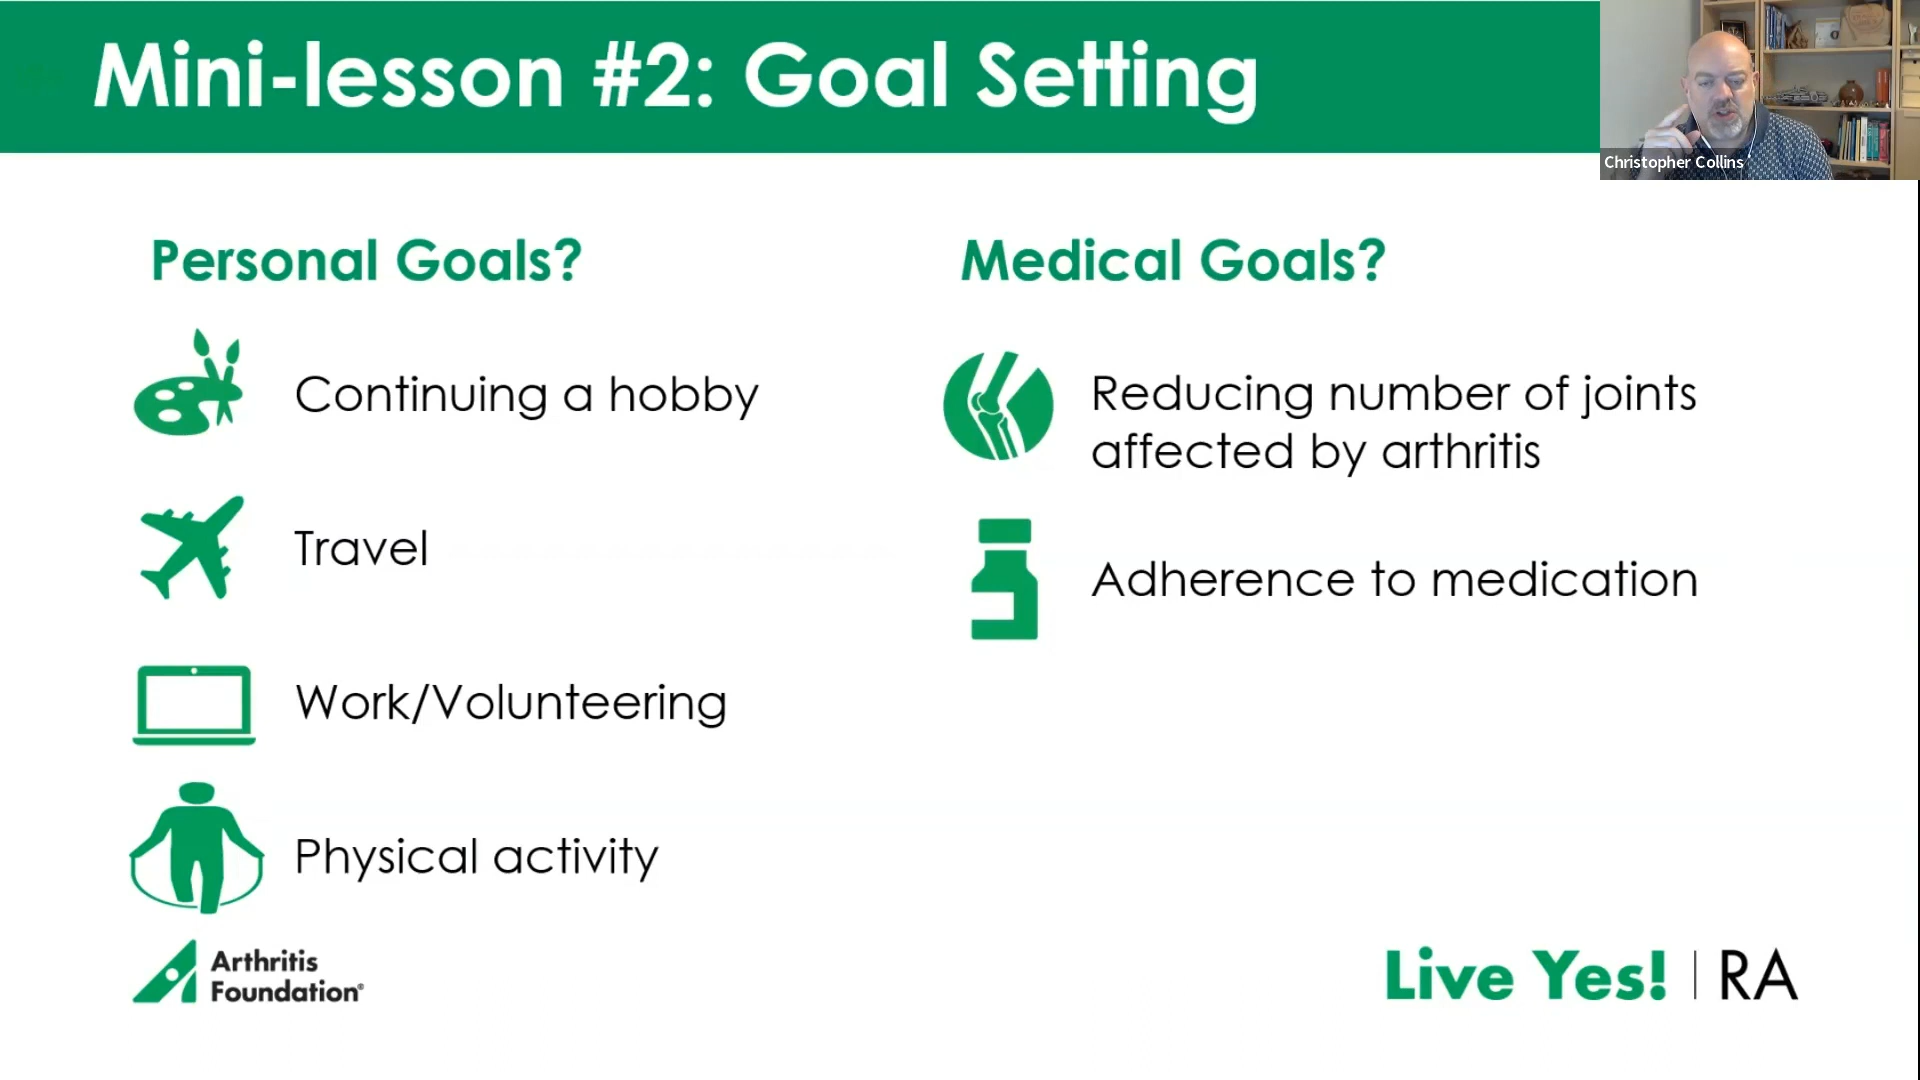 Mini-lesson #2: Goal Setting
Christopher Collins
Personal Goals?
Continuing a hobby
Travel
Work/Volunteering
Physical activity
Medical Goals?
Reducing number of joints
affected by arthritis
Adherence to medication
Arthritis
Foundation®
Live Yes! | RA